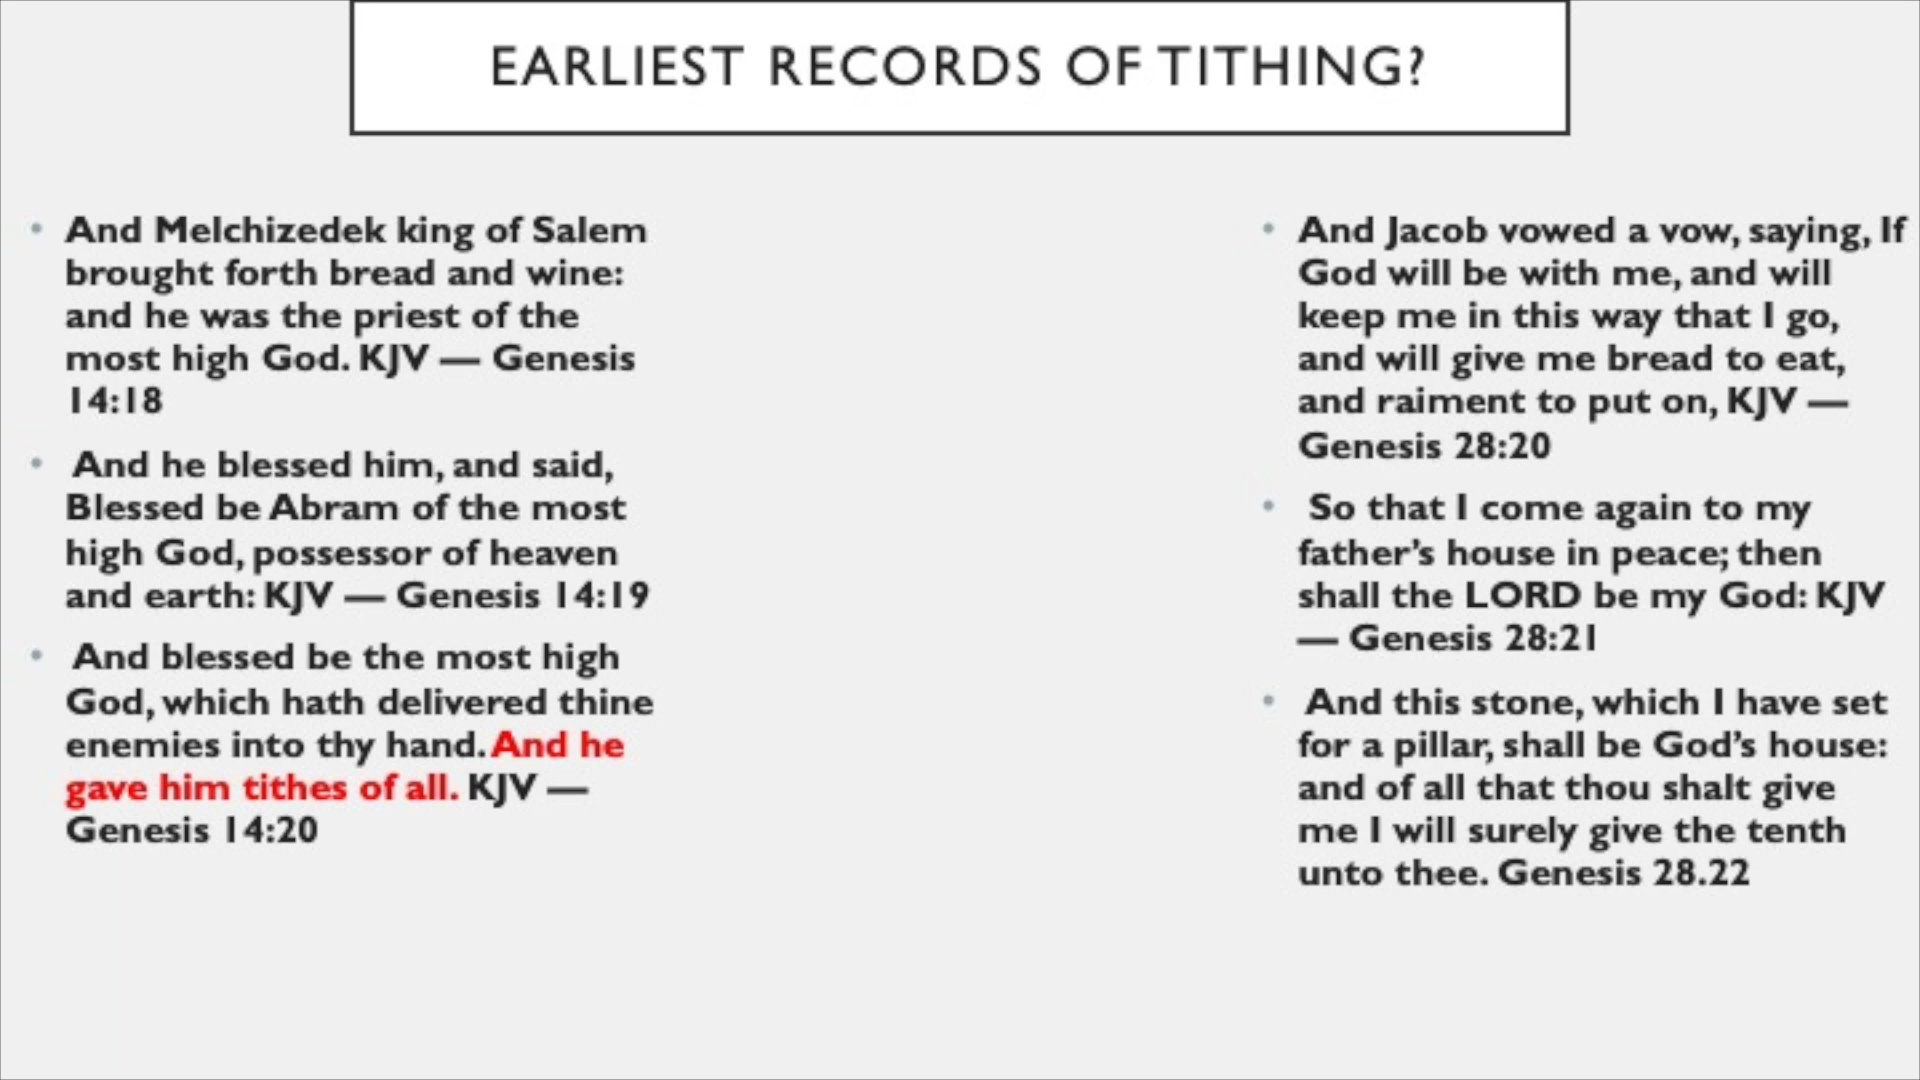 EARLIEST RECORDS OF TITHING?
• And Melchizedek king of Salem
brought forth bread and wine:
and he was the priest of the
most high God. KJV — Genesis
14:18
• And he blessed him, and said,
Blessed be Abram of the most
high God, possessor of heaven
and earth: KJV — Genesis 14:19
• And blessed be the most high
God, which hath delivered thine
enemies into thy hand. And he
gave him tithes of all. KJV —
Genesis 14:20
• And Jacob vowed a vow, saying, If
God will be with me, and will
keep me in this way that I go,
and will give me bread to eat,
and raiment to put on, KJV —
Genesis 28:20
• So that I come again to my
father’s house in peace; then
shall the LORD be my God: KJV
— Genesis 28:21
• And this stone, which I have set
for a pillar, shall be God’s house:
and of all that thou shalt give
me I will surely give the tenth
unto thee. Genesis 28.22